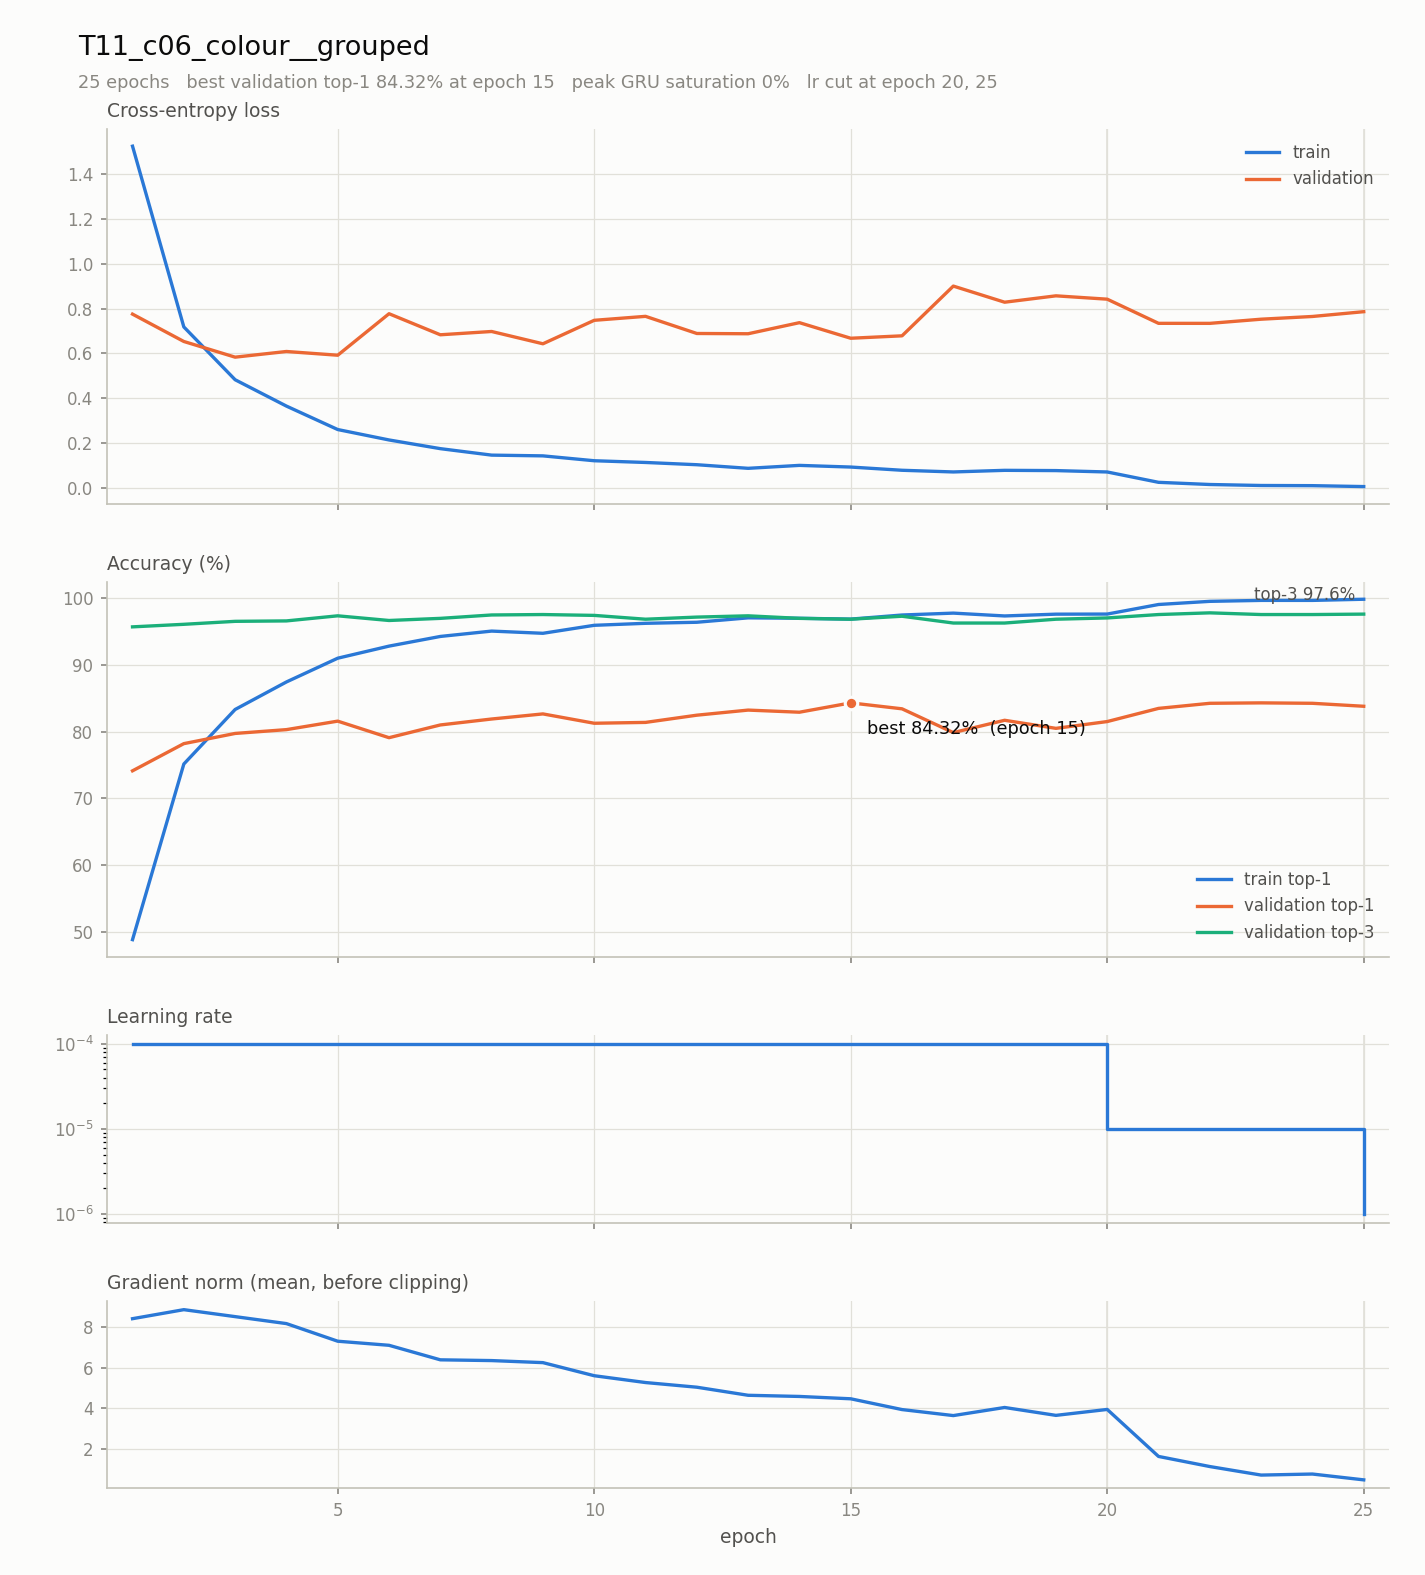 T11_c06_colour__grouped
25 epochs   best validation top-1 84.32% at epoch 15   peak GRU saturation 0%   lr cut at epoch 20, 25
Cross-entropy loss
train
validation
1.4
1.2
1.0
0.8
0.6
0.4
0.2
0.0
Accuracy (%)
top-3 97.6%
100
90
80
70
60
50
best 84.32%  (epoch 15)
train top-1
validation top-1
validation top-3
Learning rate
10⁻⁴
10⁻⁵
10⁻⁶
Gradient norm (mean, before clipping)
8
6
4
2
5 10 15 20 25
epoch